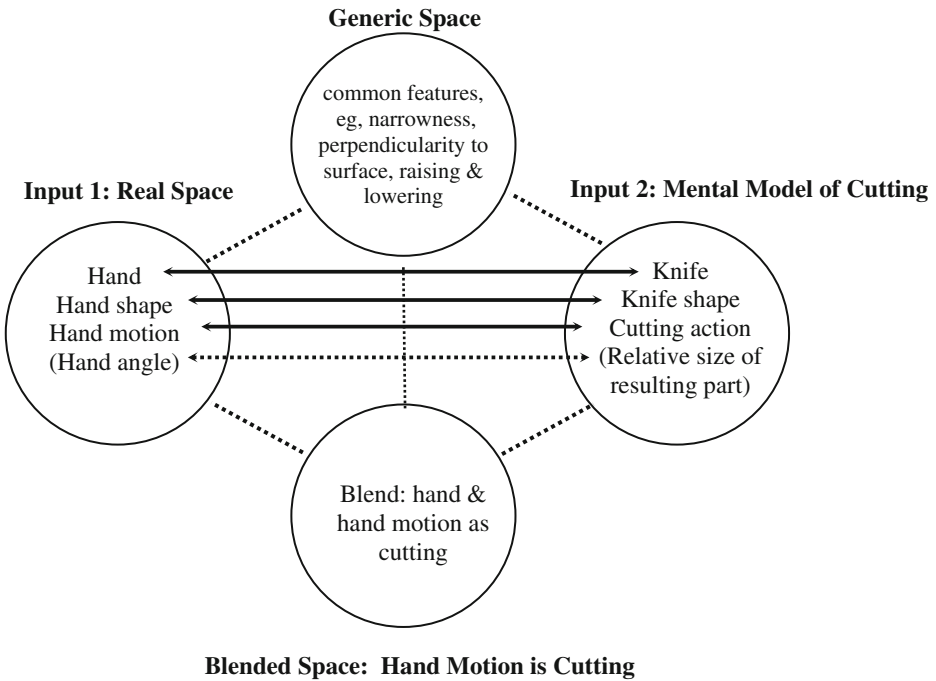 Generic Space
common features,
eg, narrowness,
perpendicularity to
surface, raising &
lowering
Input 1: Real Space
Input 2: Mental Model of Cutting
Hand
Hand shape
Hand motion
(Hand angle)
Knife
Knife shape
Cutting action
(Relative size of
resulting part)
Blend: hand &
hand motion as
cutting
Blended Space: Hand Motion is Cutting